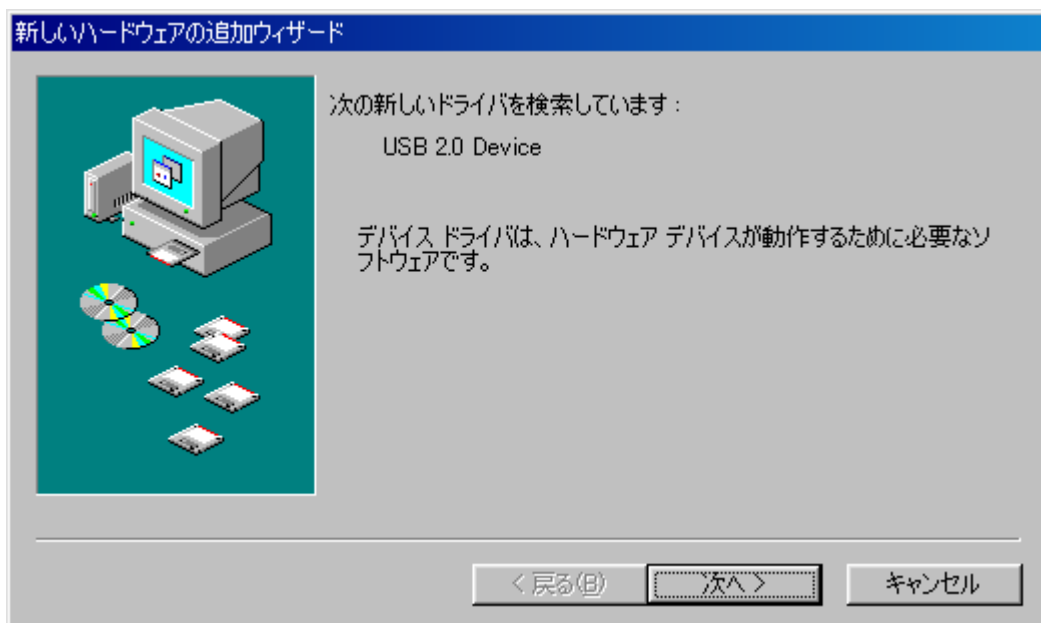 新しいハードウェアの追加ウィザード
次の新しいドライバを検索しています:
USB 2.0 Device
デバイス ドライバは、ハードウェア デバイスが動作するために必要なソ
フトウェアです。
< 戻る(B) 次へ > キャンセル